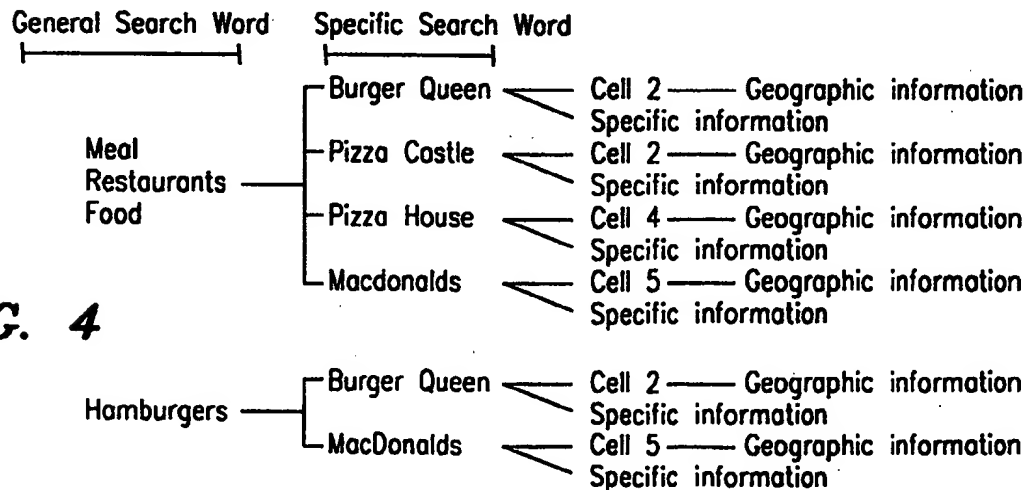 General Search Word Specific Search Word
Burger Queen Cell 2 Geographic information
Specific information
Meal
Restaurants
Food
Pizza Castle Cell 2 Geographic information
Specific information
Pizza House Cell 4 Geographic information
Specific information
Macdonalds Cell 5 Geographic information
Specific information
G. 4
Hamburgers
Burger Queen Cell 2 Geographic information
Specific information
MacDonalds Cell 5 Geographic information
Specific information